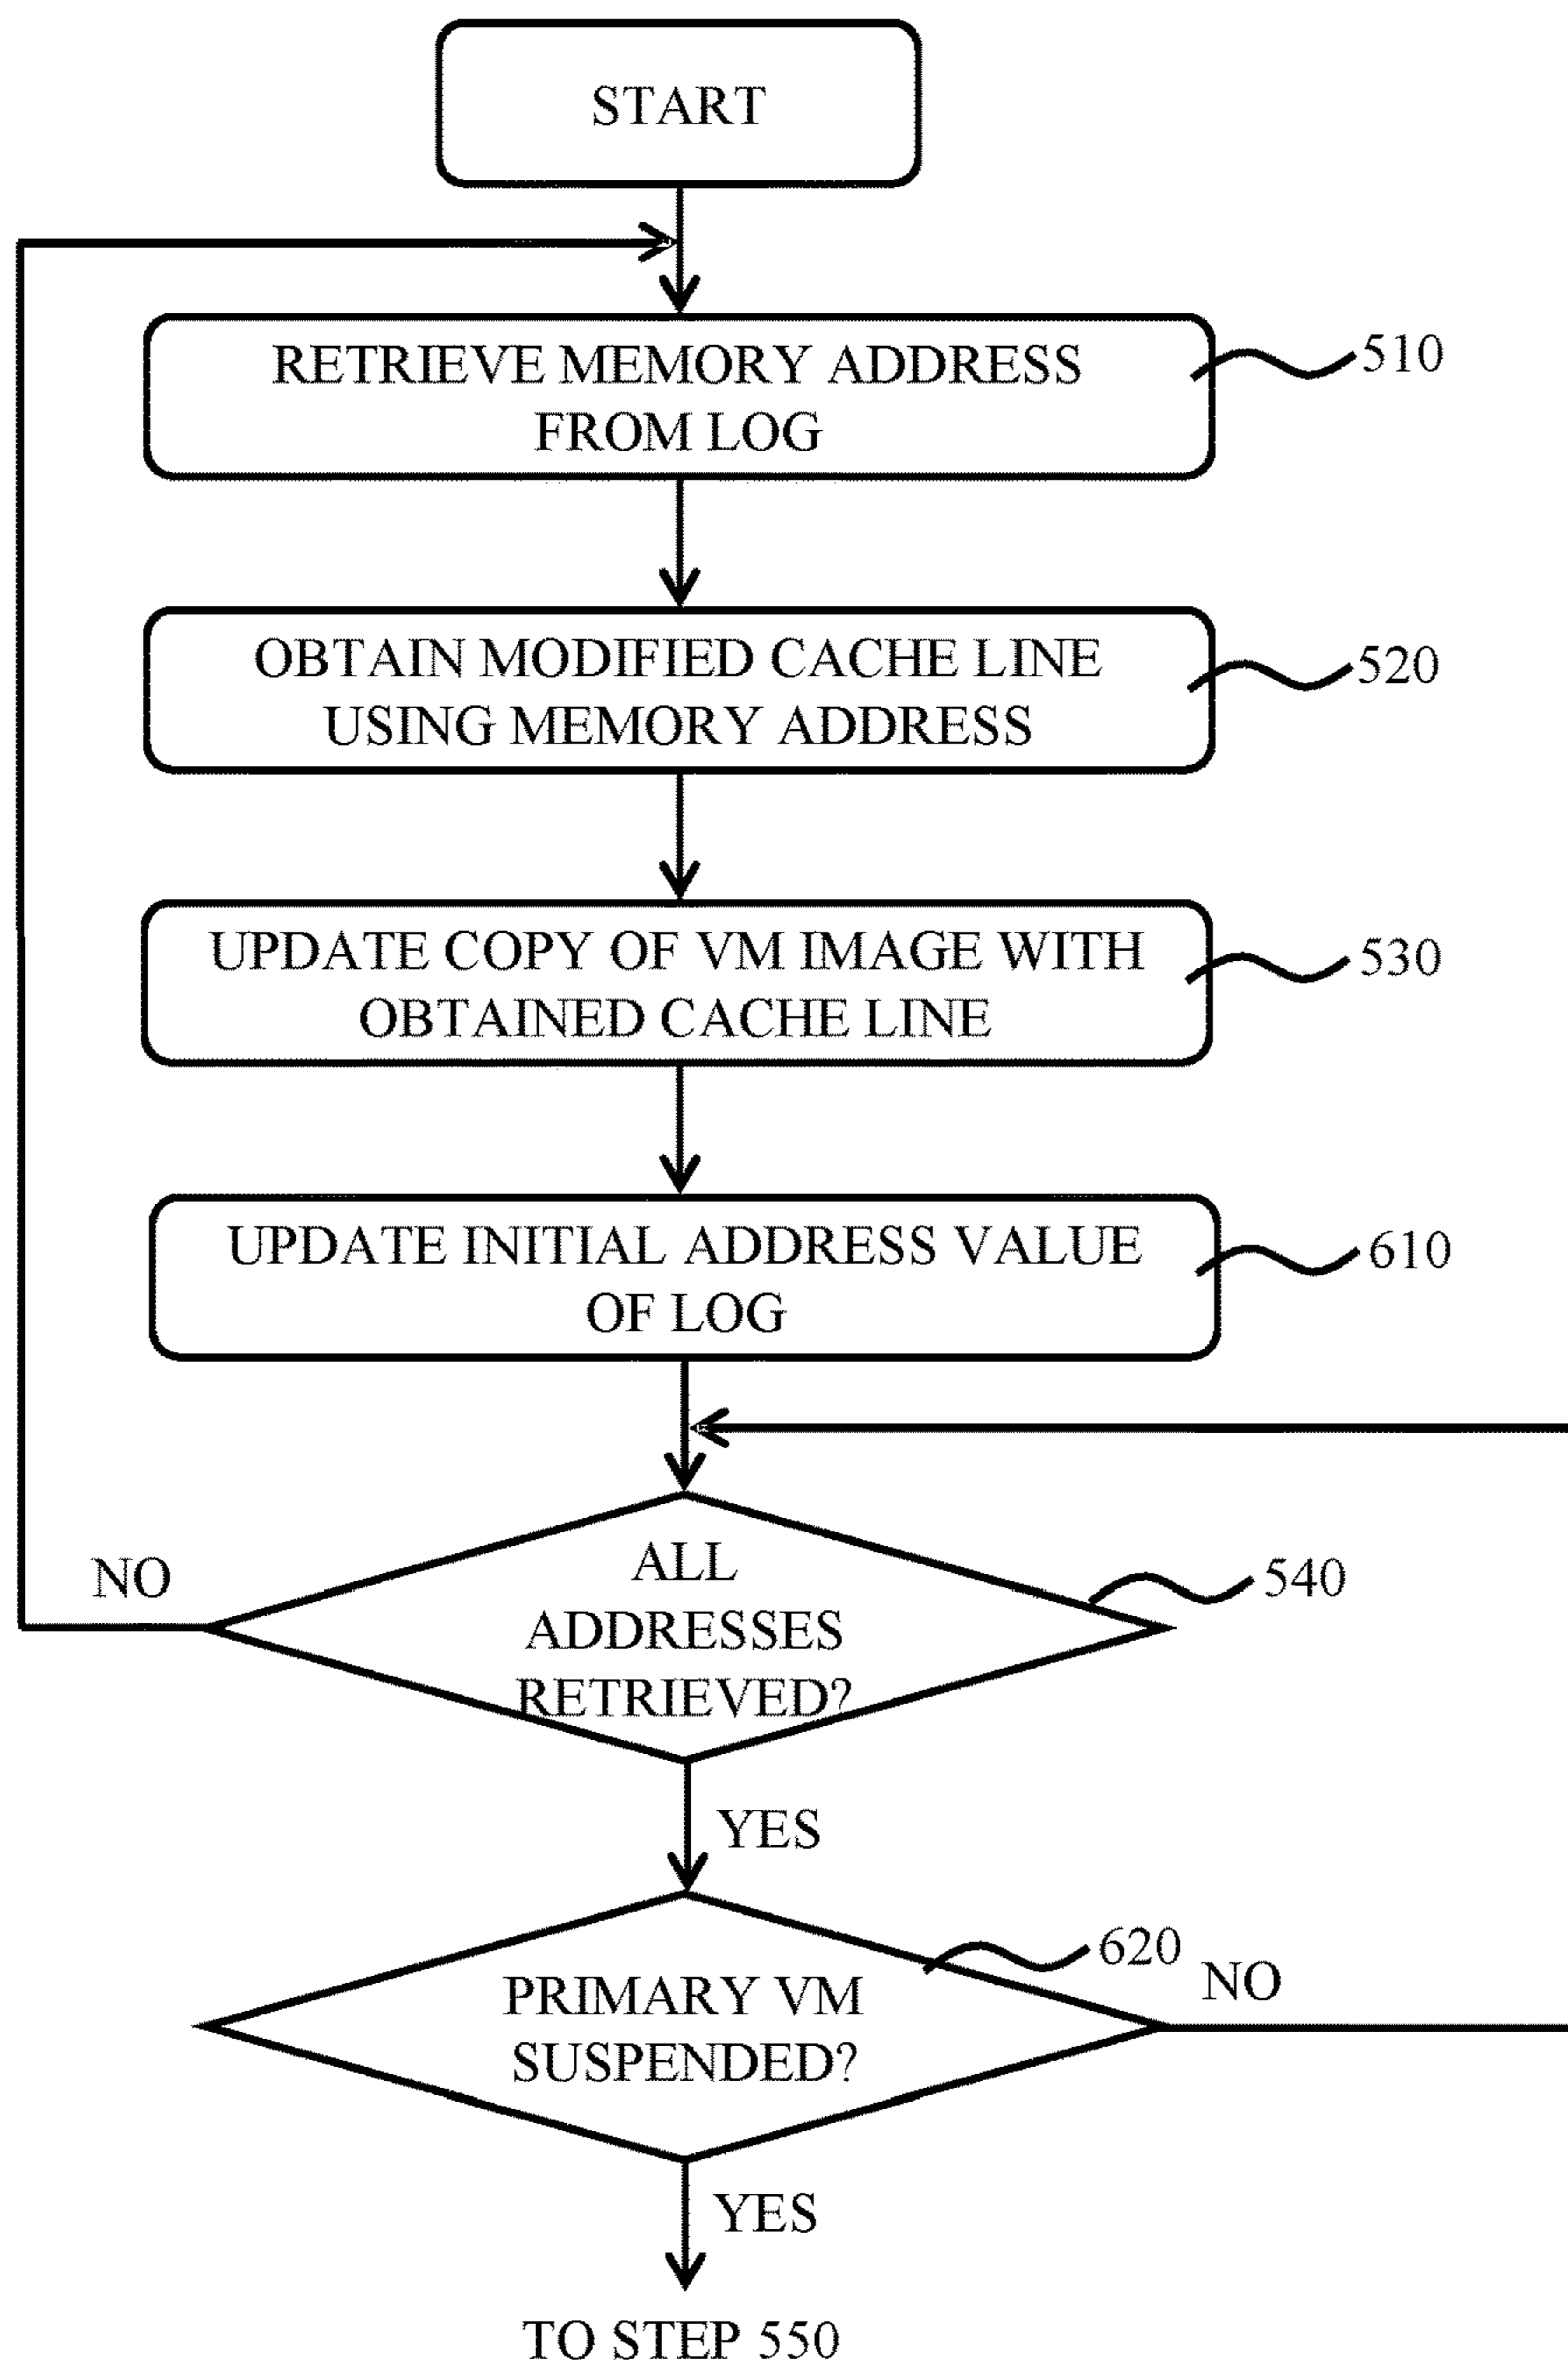 START
RETRIEVE MEMORY ADDRESS
FROM LOG
510
OBTAIN MODIFIED CACHE LINE
USING MEMORY ADDRESS
520
UPDATE COPY OF VM IMAGE WITH
OBTAINED CACHE LINE
530
UPDATE INITIAL ADDRESS VALUE
OF LOG
610
NO
ALL
ADDRESSES
RETRIEVED?
540
YES
PRIMARY VM
SUSPENDED?
620
NO
YES
TO STEP 550